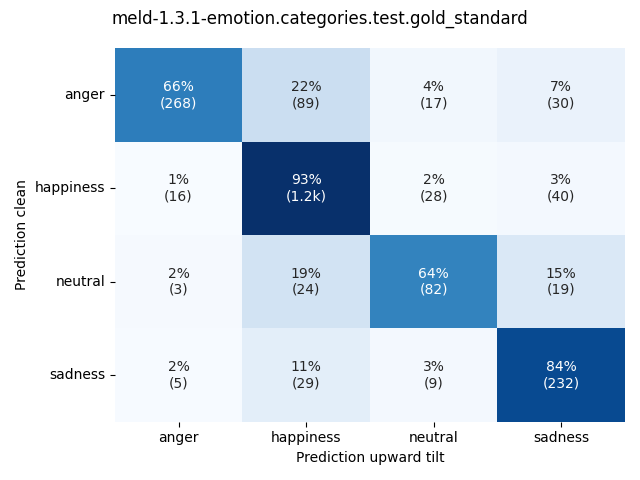 meld-1.3.1-emotion.categories.test.gold_standard
Prediction clean
anger
66%
(268)
22%
(89)
4%
(17)
7%
(30)
happiness
1%
(16)
93%
(1.2k)
2%
(28)
3%
(40)
neutral
2%
(3)
19%
(24)
64%
(82)
15%
(19)
sadness
2%
(5)
11%
(29)
3%
(9)
84%
(232)
anger
happiness
neutral
sadness
Prediction upward tilt